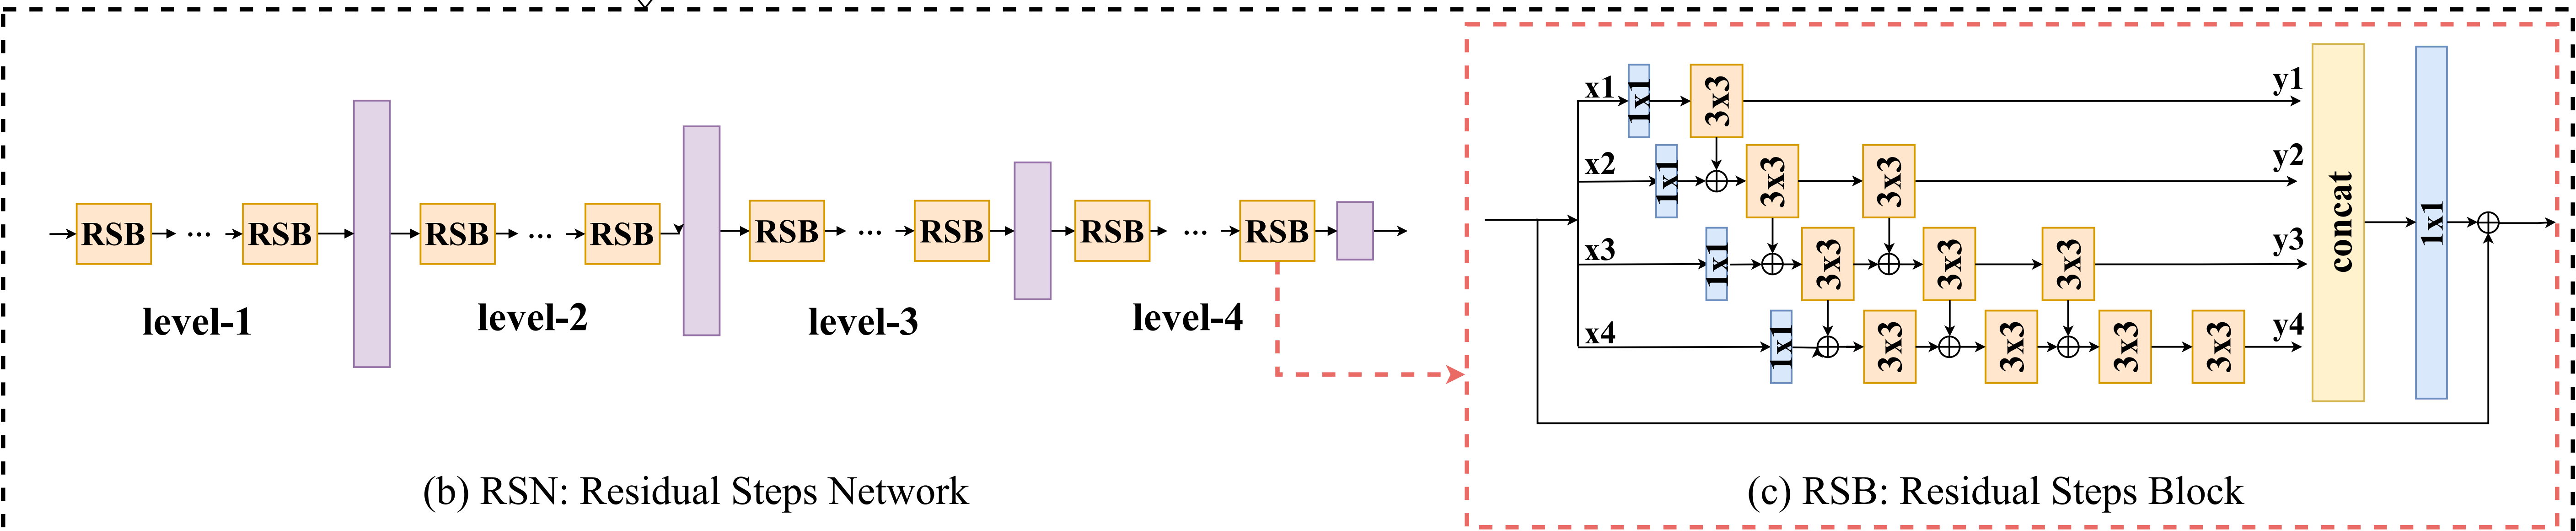 RSB ... RSB RSB ... RSB RSB ... RSB RSB ... RSB
level-1 level-2 level-3 level-4
(b) RSN: Residual Steps Network
x1 1x1 3x3 y1
x2 1x1 3x3 3x3 y2
x3 1x1 3x3 3x3 3x3 y3
x4 1x1 3x3 3x3 3x3 3x3 y4
concat
1x1
(c) RSB: Residual Steps Block